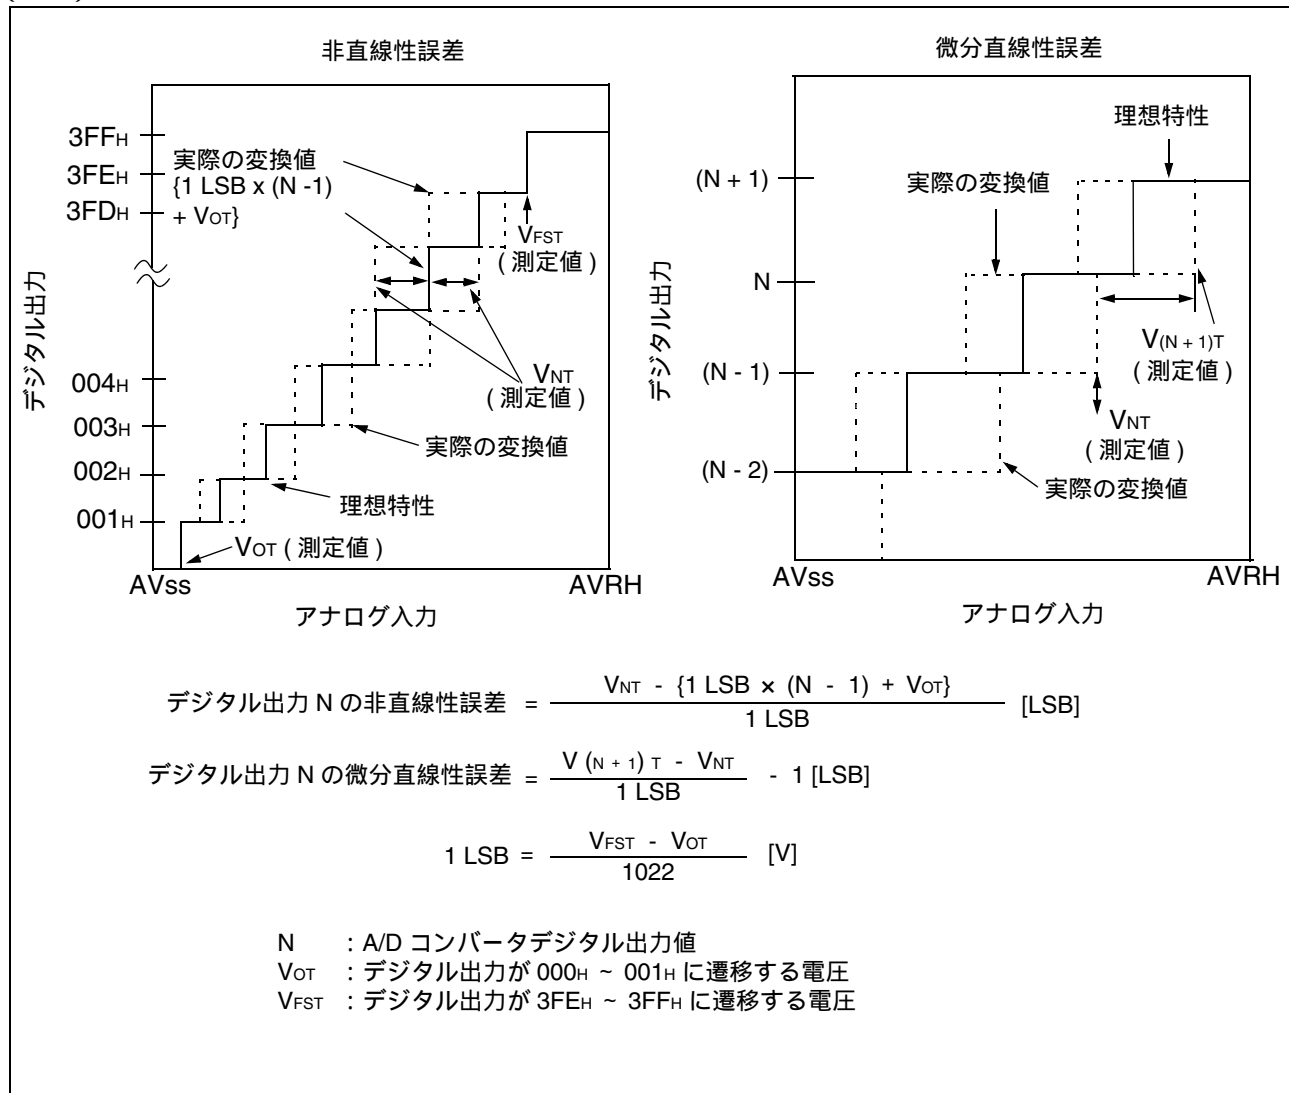 非直線性誤差
3FFH
3FEH
3FDH
004H
003H
002H
001H
デジタル出力
実際の変換値
{1 LSB x (N -1)
+ VOT}
VFST
( 測定値 )
VNT
( 測定値 )
実際の変換値
理想特性
VOT ( 測定値 )
AVss
AVRH
アナログ入力
微分直線性誤差
理想特性
実際の変換値
(N + 1)
N
(N - 1)
(N - 2)
デジタル出力
V(N + 1)T
( 測定値 )
VNT
( 測定値 )
実際の変換値
AVss
AVRH
アナログ入力
デジタル出力 N の非直線性誤差 = VNT - {1 LSB × (N - 1) + VOT} / 1 LSB [LSB]
デジタル出力 N の微分直線性誤差 = V (N + 1) T - VNT / 1 LSB - 1 [LSB]
1 LSB = VFST - VOT / 1022 [V]
N : A/D コンバータデジタル出力値
VOT : デジタル出力が 000H ~ 001H に遷移する電圧
VFST : デジタル出力が 3FEH ~ 3FFH に遷移する電圧